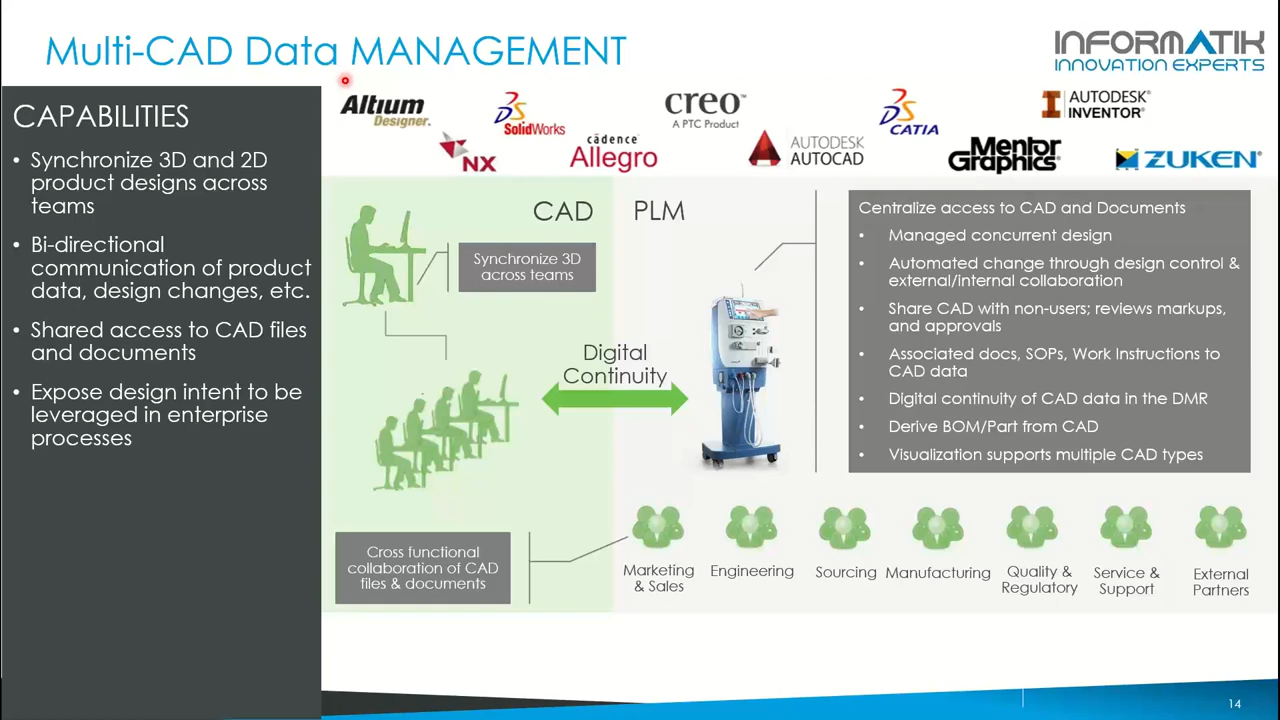 Multi-CAD Data MANAGEMENT
INFORMATIK
INNOVATION EXPERTS
CAPABILITIES
• Synchronize 3D and 2D
product designs across
teams
• Bi-directional
communication of product
data, design changes, etc.
• Shared access to CAD files
and documents
• Expose design intent to be
leveraged in enterprise
processes
Altium
Designer.
SolidWorks
creo™
A PTC Product
CATIA
AUTODESK®
INVENTOR®
NX
cādence
Allegro
AUTODESK
AUTOCAD
Mentor
Graphics®
ZUKEN®
CAD
PLM
Synchronize 3D
across teams
Digital
Continuity
Centralize access to CAD and Documents
• Managed concurrent design
• Automated change through design control &
external/internal collaboration
• Share CAD with non-users; reviews markups,
and approvals
• Associated docs, SOPs, Work Instructions to
CAD data
• Digital continuity of CAD data in the DMR
• Derive BOM/Part from CAD
• Visualization supports multiple CAD types
Cross functional
collaboration of CAD
files & documents
Marketing
& Sales
Engineering
Sourcing
Manufacturing
Quality &
Regulatory
Service &
Support
External
Partners
14